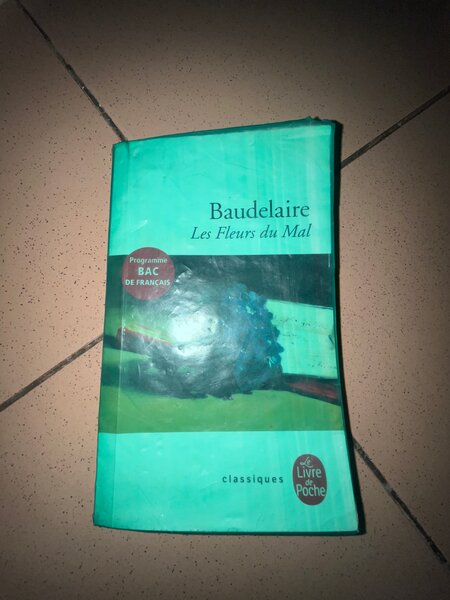 Baudelaire
Les Fleurs du Mal
Programme
BAC
DE FRANÇAIS
classiques
Le
Livre
de
Poche